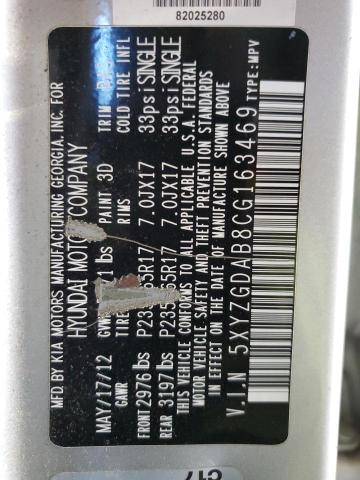 82025280
MFD.BY KIA MOTORS MANUFACTURING GEORGIA, INC. FOR
HYUNDAI MOTOR COMPANY
MAY/17/12 lbs PAINT 3D TRIM
GAWR RIMS COLD TIRE INFL
FRONT 2976 lbs 7.0JX17 33psi SINGLE
REAR 3197 lbs 7.0JX17 33psi SINGLE
THIS VEHICLE CONFORMS TO ALL APPLICABLE U.S.A. FEDERAL
MOTOR VEHICLE SAFETY AND THEFT PREVENTION STANDARDS
IN EFFECT ON THE DATE OF MANUFACTURE SHOWN ABOVE.
V.I.N 5XYZGDAB8CG163469 TYPE:MPV
C17